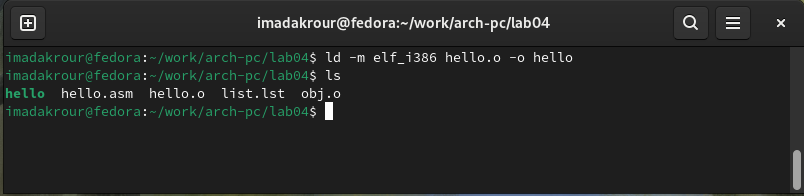 imadakrour@fedora:~/work/arch-pc/lab04
imadakrour@fedora:~/work/arch-pc/lab04$ ld -m elf_i386 hello.o -o hello
imadakrour@fedora:~/work/arch-pc/lab04$ ls
hello  hello.asm  hello.o  list.lst  obj.o
imadakrour@fedora:~/work/arch-pc/lab04$